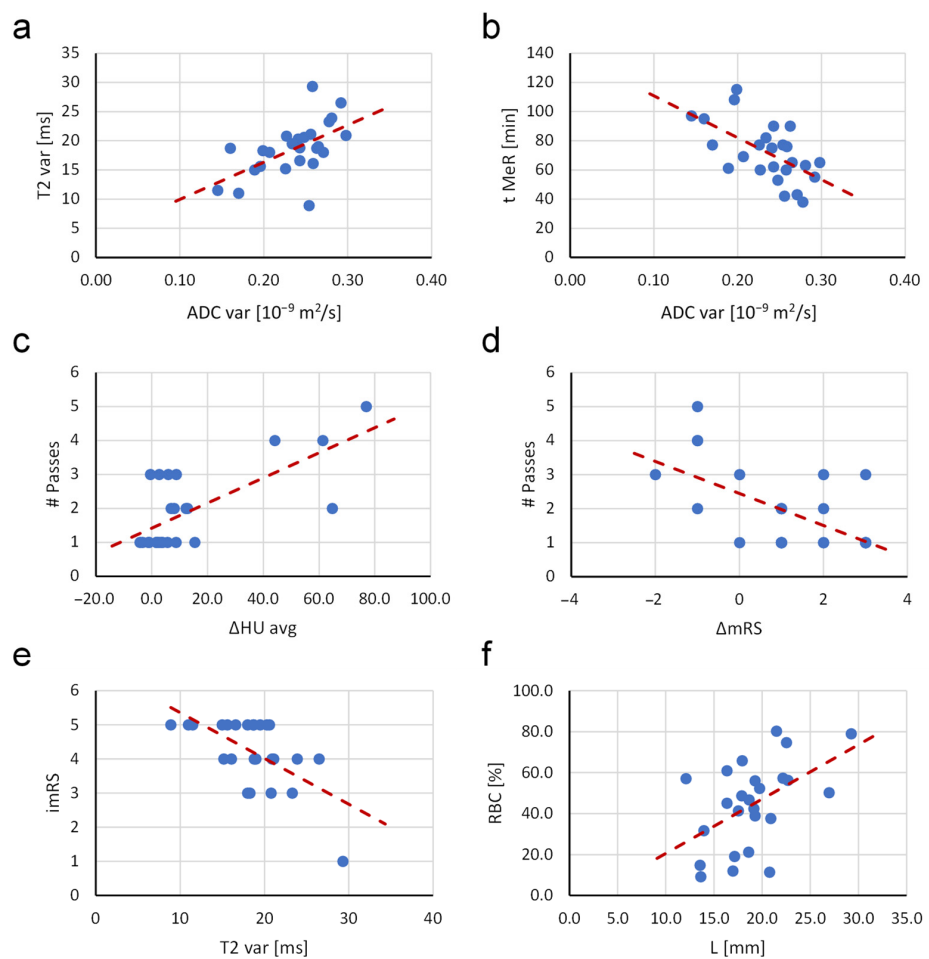 a
T2 var [ms]
35
30
25
20
15
10
5
0
0.00 0.10 0.20 0.30 0.40
ADC var [10⁻⁹ m²/s]
b
t MeR [min]
140
120
100
80
60
40
20
0
0.00 0.10 0.20 0.30 0.40
ADC var [10⁻⁹ m²/s]
c
# Passes
6
5
4
3
2
1
0
−20.0 0.0 20.0 40.0 60.0 80.0 100.0
ΔHU avg
d
# Passes
6
5
4
3
2
1
0
−4 −2 0 2 4
ΔmRS
e
imRS
6
5
4
3
2
1
0
0 10 20 30 40
T2 var [ms]
f
RBC [%]
100.0
80.0
60.0
40.0
20.0
0.0
0.0 5.0 10.0 15.0 20.0 25.0 30.0 35.0
L [mm]